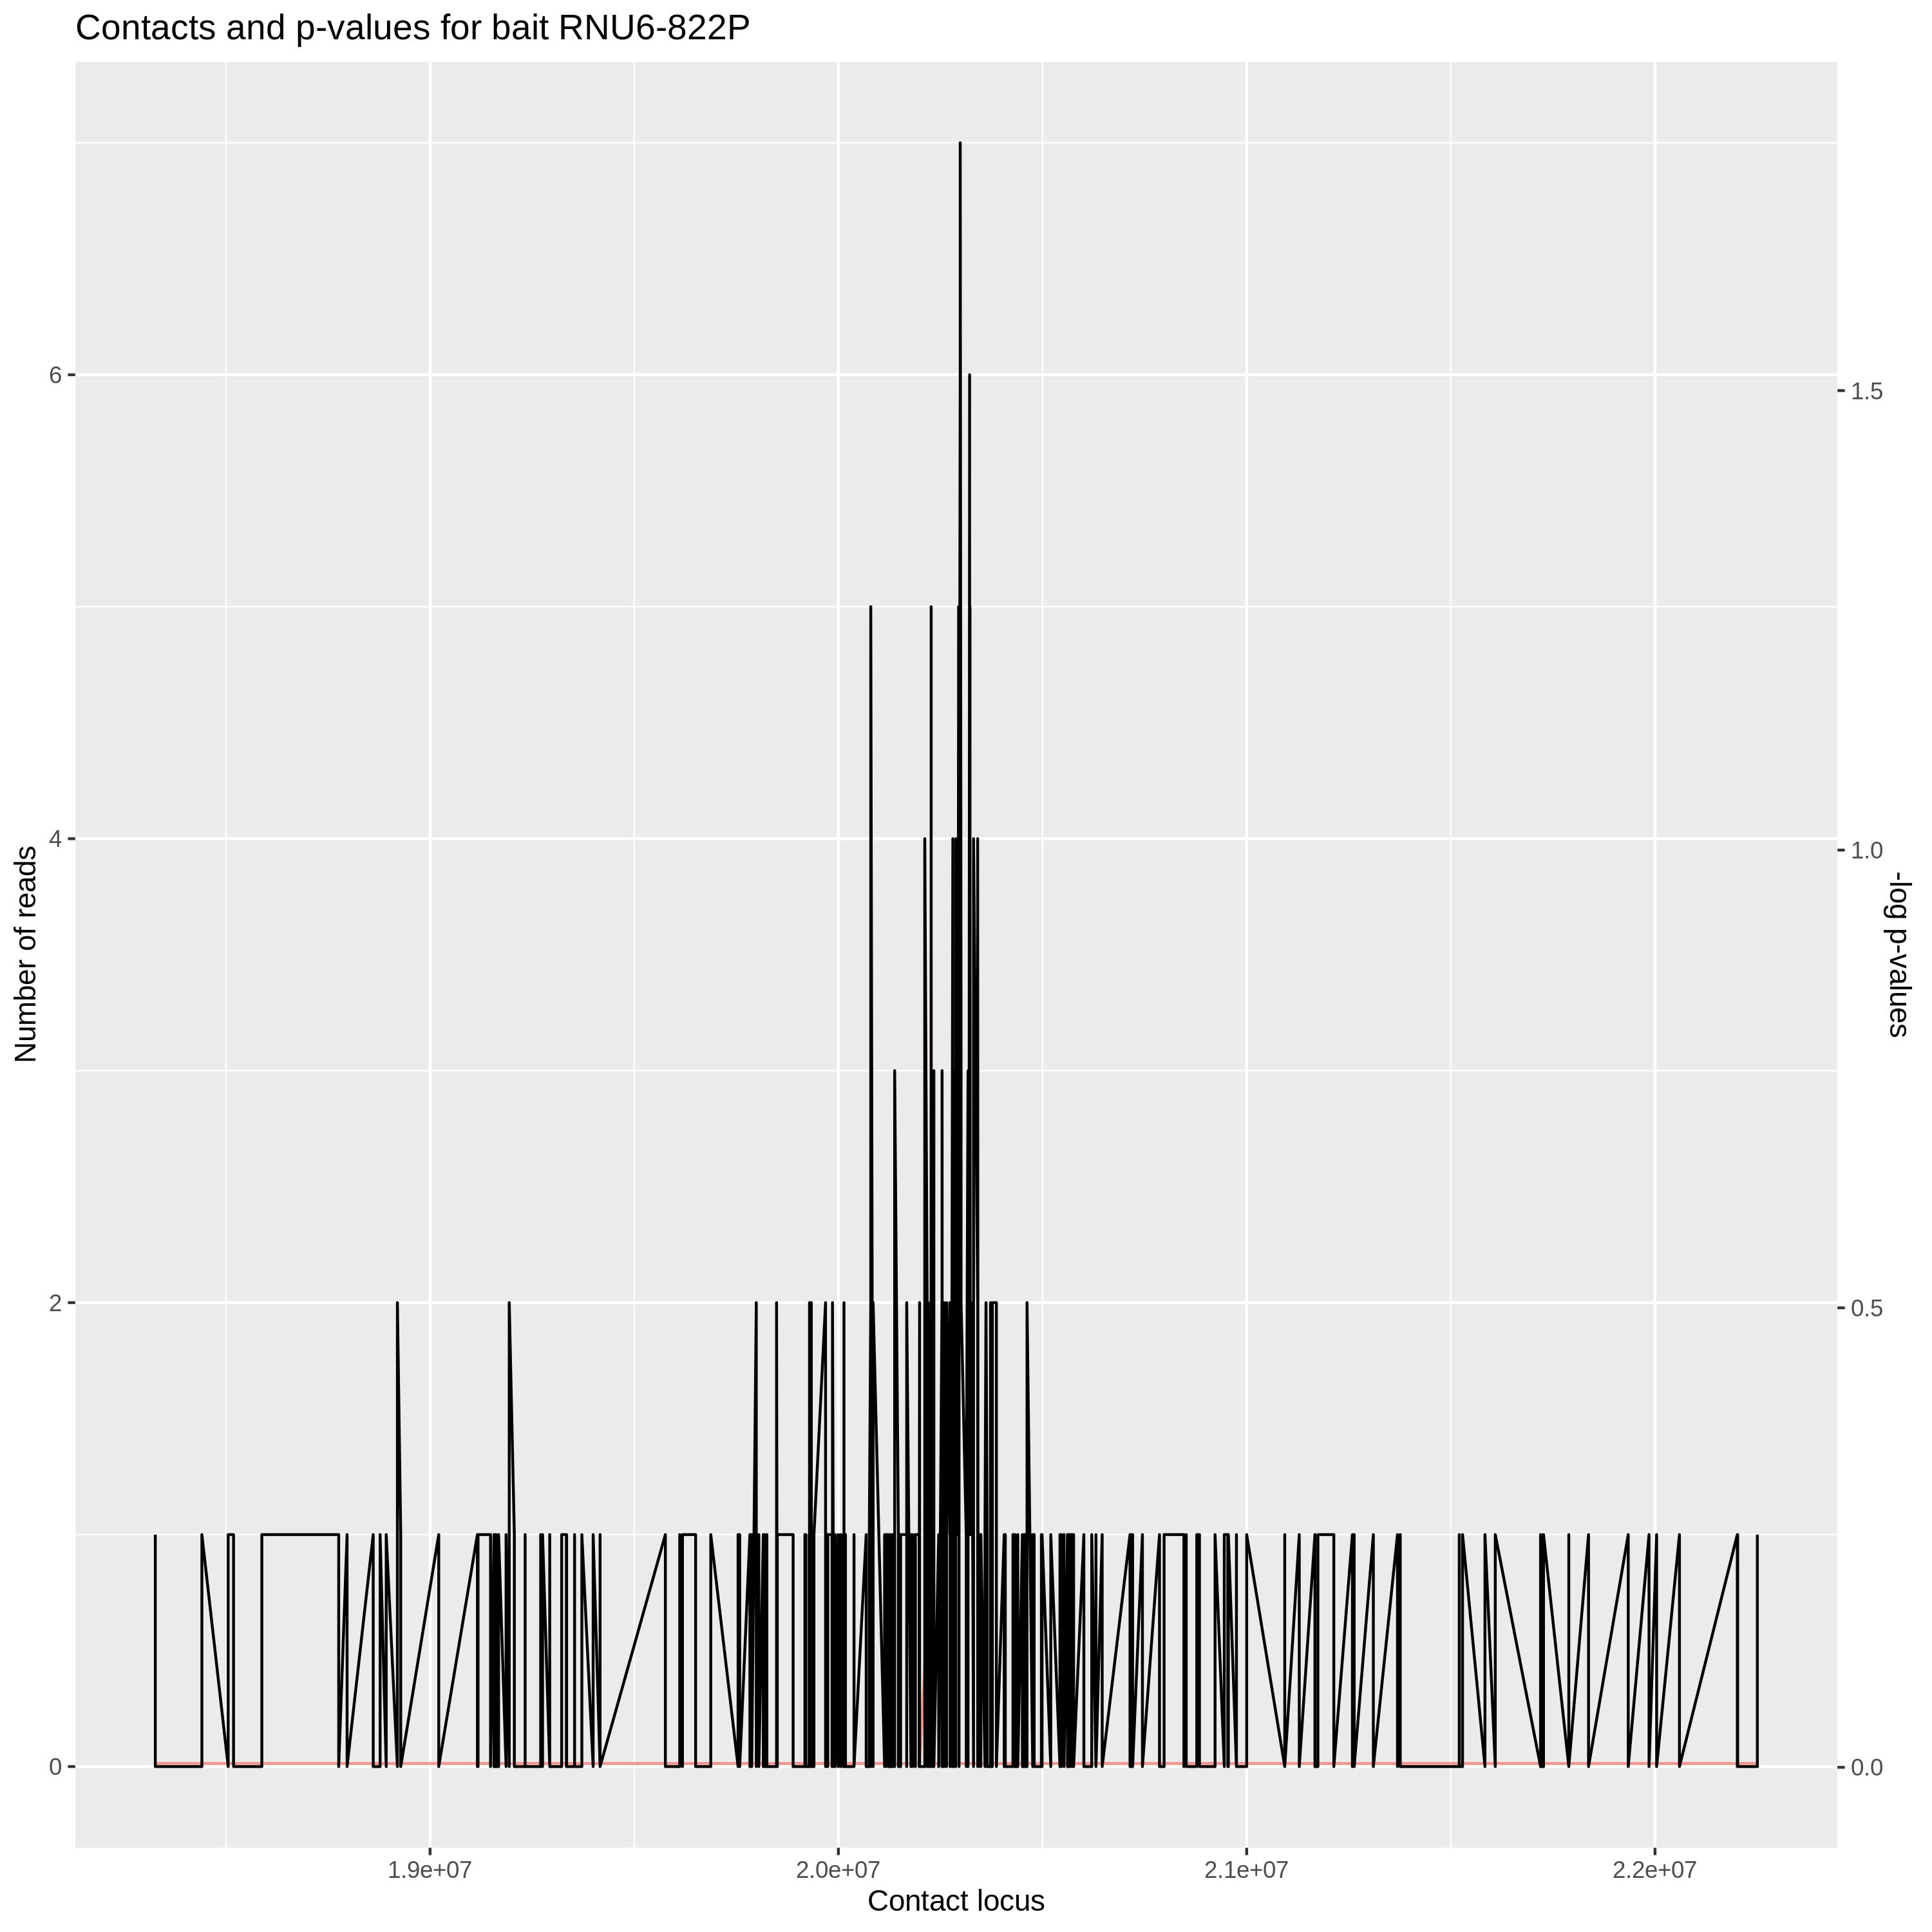 Contacts and p-values for bait RNU6-822P
Number of reads
6
4
2
0
1.5
1.0
0.5
0.0
-log p-values
1.9e+07 2.0e+07 2.1e+07 2.2e+07
Contact locus